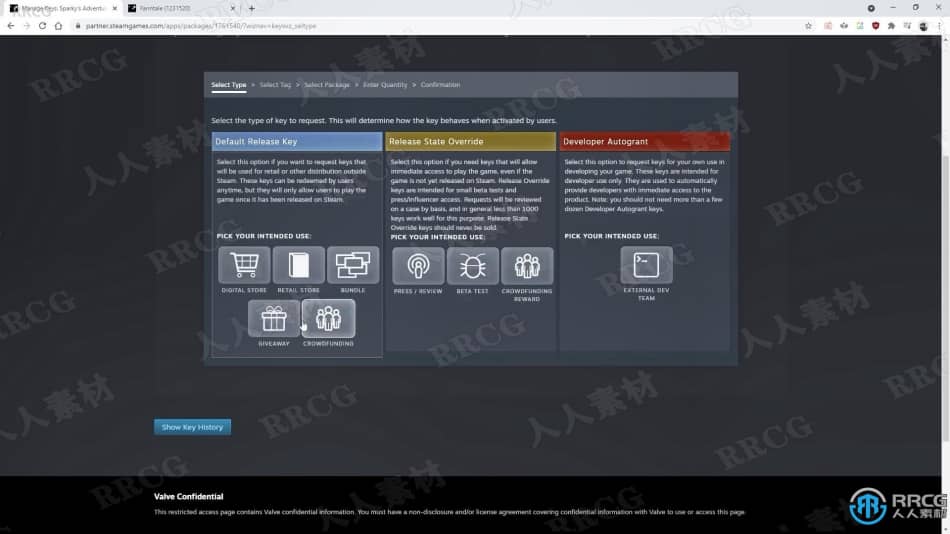 Manage Keys: Sparky's Adventu
Farmtale (1231520)
partner.steamgames.com/apps/packages/1761540/?wiznav=keywiz_seltype
Select Type > Select Tag > Select Package > Enter Quantity > Confirmation
Select the type of key to request. This will determine how the key behaves when activated by users.
Default Release Key
Select this option if you want to request keys that
will be used for retail or other distribution outside
Steam. These keys can be redeemed by users
anytime, but they will only allow users to play the
game once it has been released on Steam.
PICK YOUR INTENDED USE:
DIGITAL STORE
RETAIL STORE
BUNDLE
GIVEAWAY
CROWDFUNDING
Release State Override
Select this option if you need keys that will allow
immediate access to play the game, even if the
game is not yet released on Steam. Release Override
keys are intended for small beta tests and
press/influencer access. Requests will be reviewed
on a case by basis, and in general less then 1000
keys work well for this purpose. Release State
Override keys should never be sold.
PICK YOUR INTENDED USE:
PRESS / REVIEW
BETA TEST
CROWDFUNDING
REWARD
Developer Autogrant
Select this option to request keys for your own use in
developing your game. These keys are intended for
developer use only. They are used to automatically
provide developers with immediate access to the
product. Note: you should not need more than a few
dozen Developer Autogrant keys.
PICK YOUR INTENDED USE:
EXTERNAL DEV
TEAM
Show Key History
Valve Confidential
This restricted access page contains Valve confidential information. You must have a non-disclosure and/or license agreement covering confidential information with Valve to use or access this page.
RRCG
人人素材